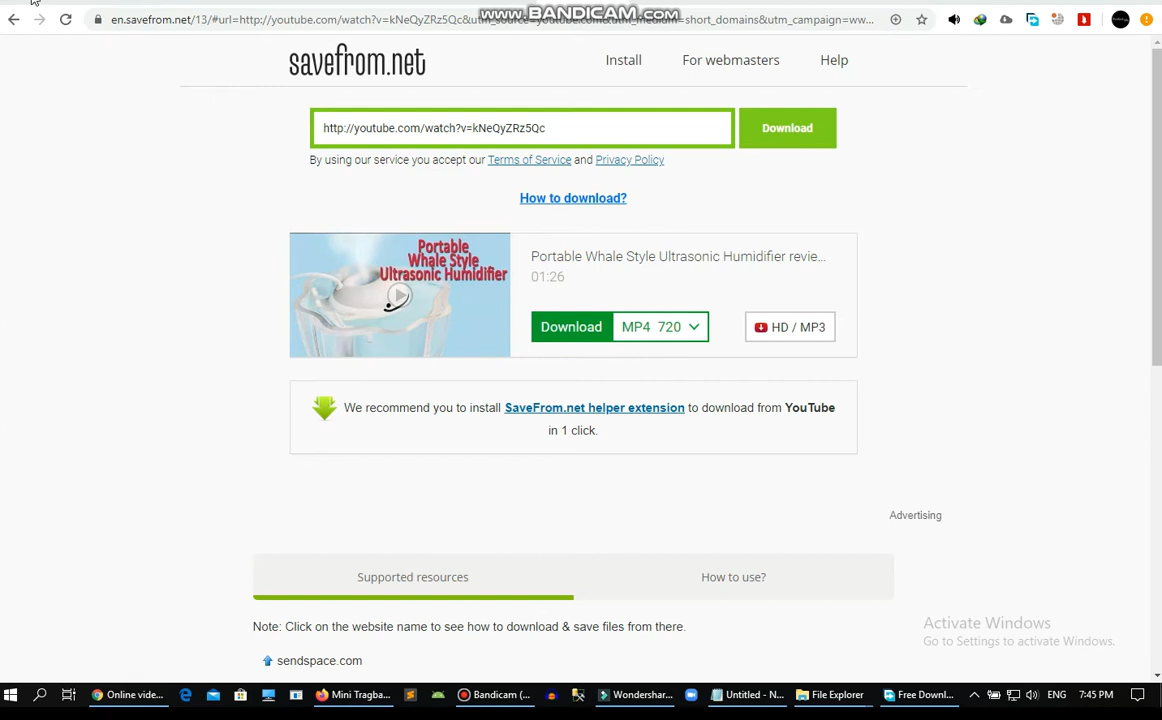 www.BANDICAM.com
en.savefrom.net/13/#url=http://youtube.com/watch?v=kNeQyZRz5Qc&utm_source=youtube.com&utm_medium=short_domains&utm_campaign=ww...
savefrom.net
Install
For webmasters
Help
http://youtube.com/watch?v=kNeQyZRz5Qc
Download
By using our service you accept our Terms of Service and Privacy Policy
How to download?
Portable
Whale Style
Ultrasonic Humidifier
Portable Whale Style Ultrasonic Humidifier revie...
01:26
Download MP4 720
HD / MP3
We recommend you to install SaveFrom.net helper extension to download from YouTube
in 1 click.
Advertising
Supported resources
How to use?
Note: Click on the website name to see how to download & save files from there.
sendspace.com
Activate Windows
Go to Settings to activate Windows.
Online vide...
Mini Tragba...
Bandicam (...
Wondershar...
Untitled - N...
File Explorer
Free Downl...
ENG
7:45 PM